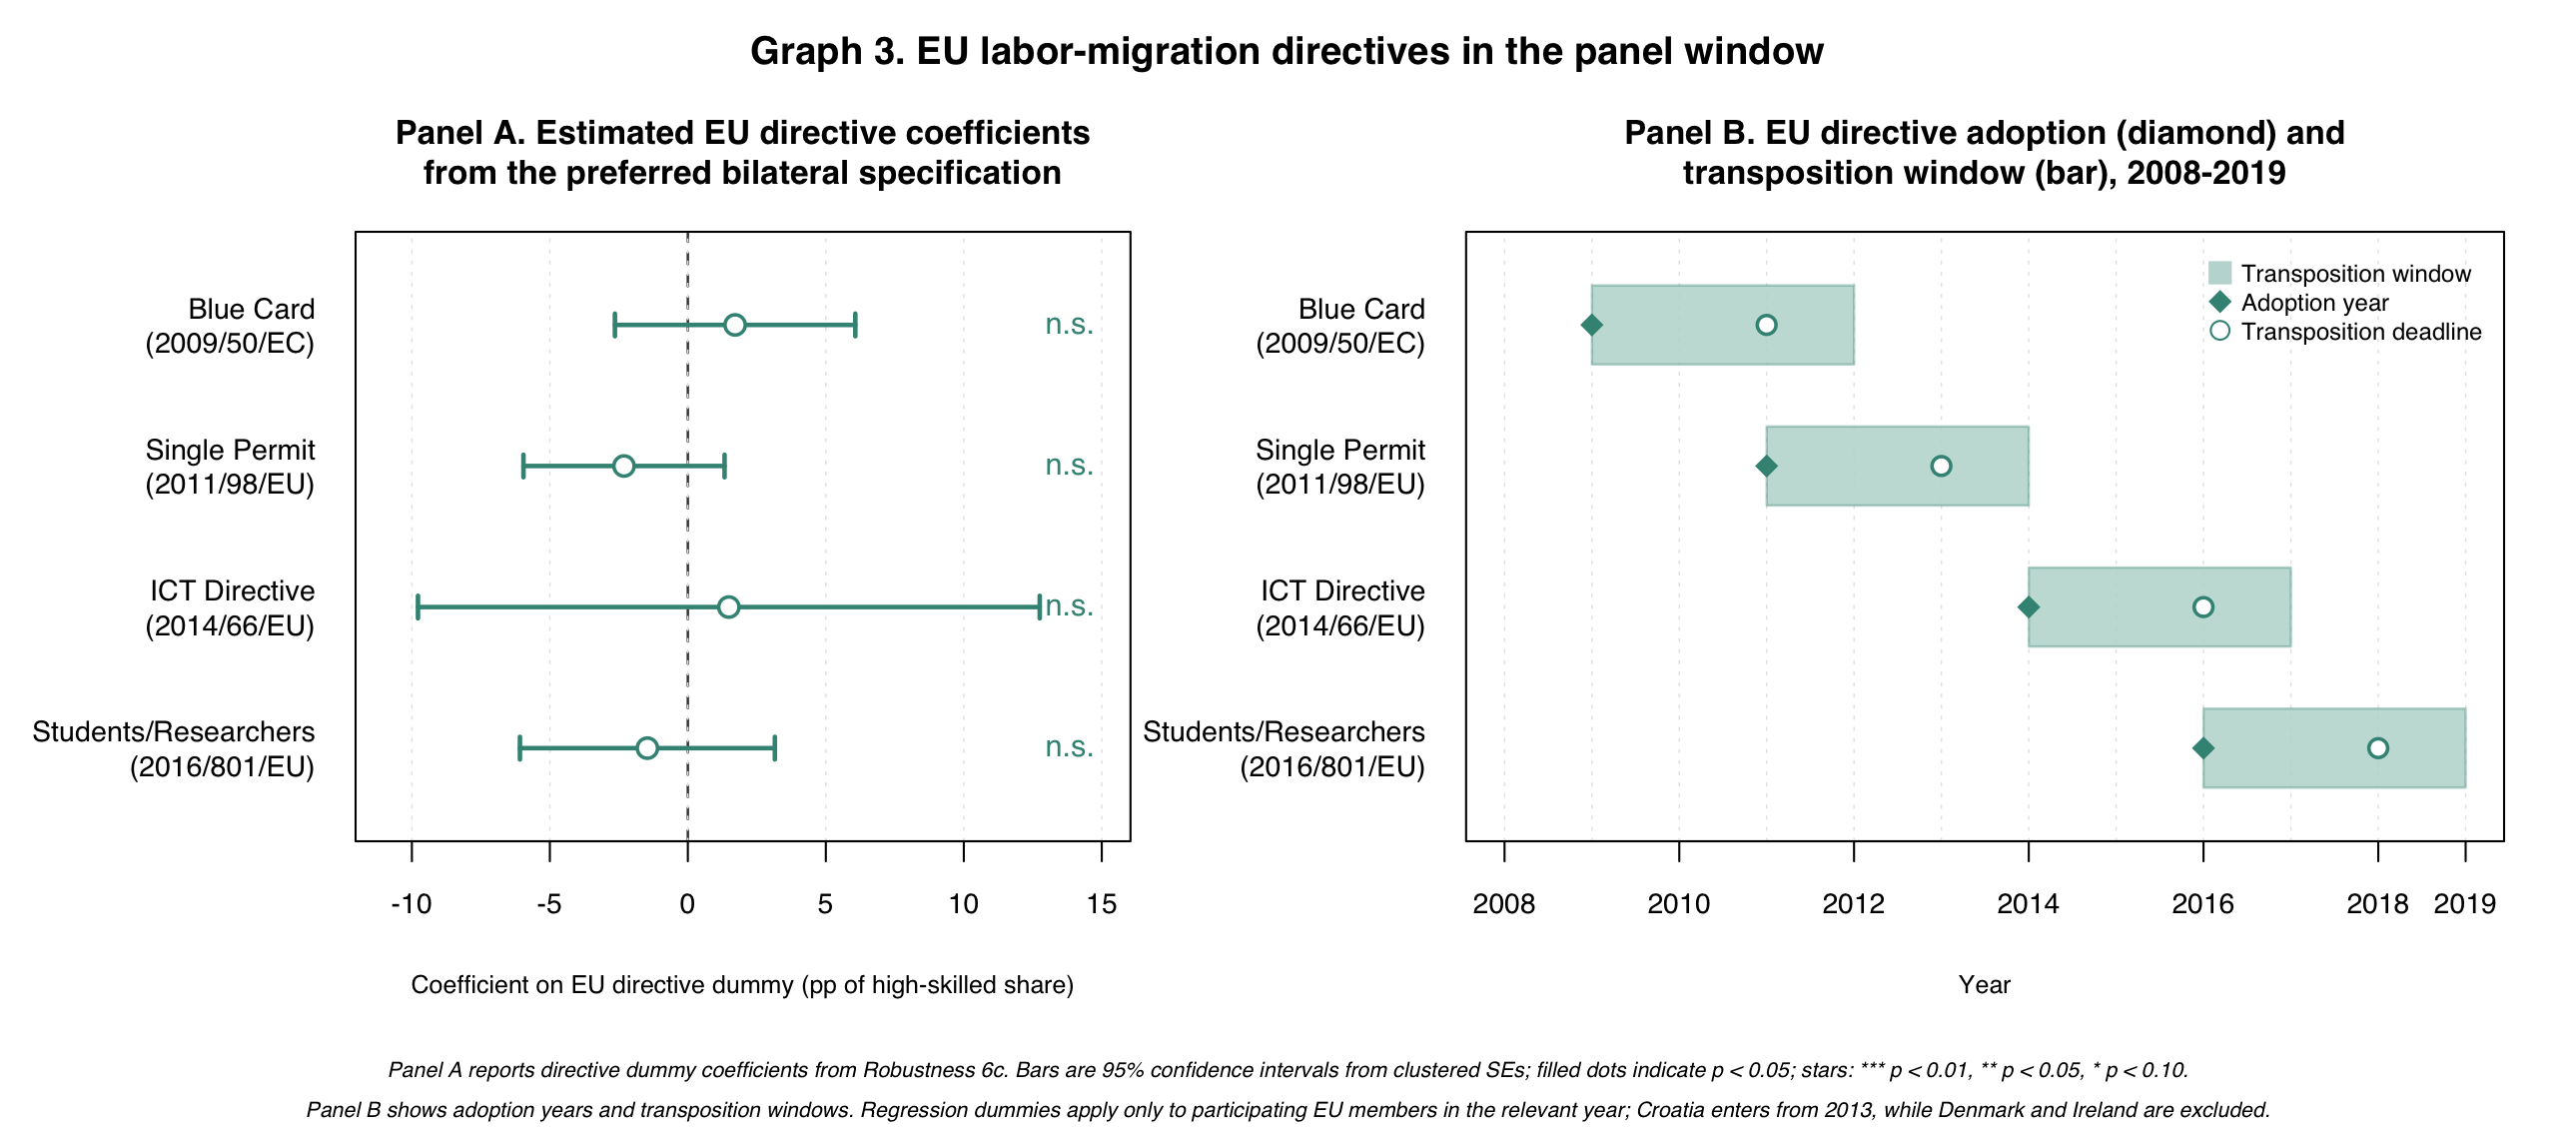 Graph 3. EU labor-migration directives in the panel window
Panel A. Estimated EU directive coefficients
from the preferred bilateral specification
Blue Card
(2009/50/EC)
n.s.
Single Permit
(2011/98/EU)
n.s.
ICT Directive
(2014/66/EU)
n.s.
Students/Researchers
(2016/801/EU)
n.s.
-10 -5 0 5 10 15
Coefficient on EU directive dummy (pp of high-skilled share)
Panel B. EU directive adoption (diamond) and
transposition window (bar), 2008-2019
Transposition window
Adoption year
Transposition deadline
Blue Card
(2009/50/EC)
Single Permit
(2011/98/EU)
ICT Directive
(2014/66/EU)
Students/Researchers
(2016/801/EU)
2008 2010 2012 2014 2016 2018 2019
Year
Panel A reports directive dummy coefficients from Robustness 6c. Bars are 95% confidence intervals from clustered SEs; filled dots indicate p < 0.05; stars: *** p < 0.01, ** p < 0.05, * p < 0.10.
Panel B shows adoption years and transposition windows. Regression dummies apply only to participating EU members in the relevant year; Croatia enters from 2013, while Denmark and Ireland are excluded.